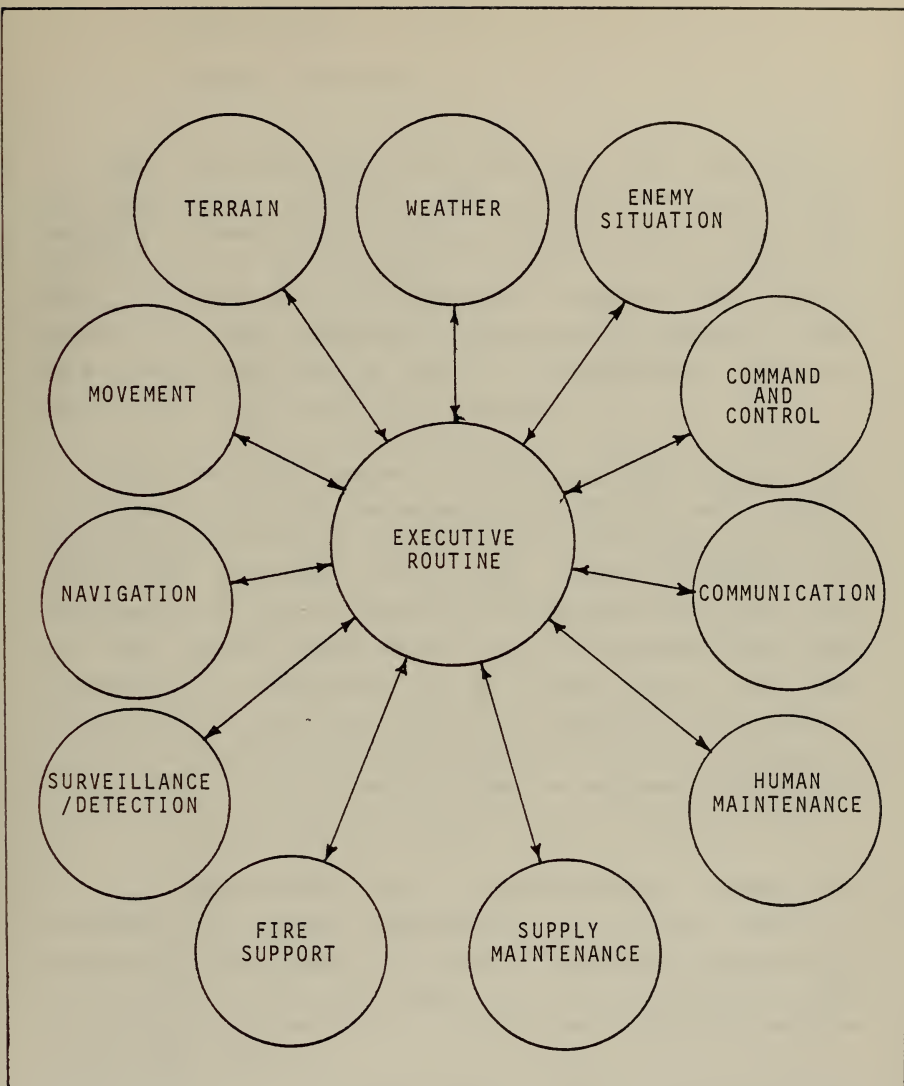 TERRAIN
WEATHER
ENEMY
SITUATION
MOVEMENT
COMMAND
AND
CONTROL
EXECUTIVE
ROUTINE
NAVIGATION
COMMUNICATION
SURVEILLANCE
/DETECTION
HUMAN
MAINTENANCE
FIRE
SUPPORT
SUPPLY
MAINTENANCE